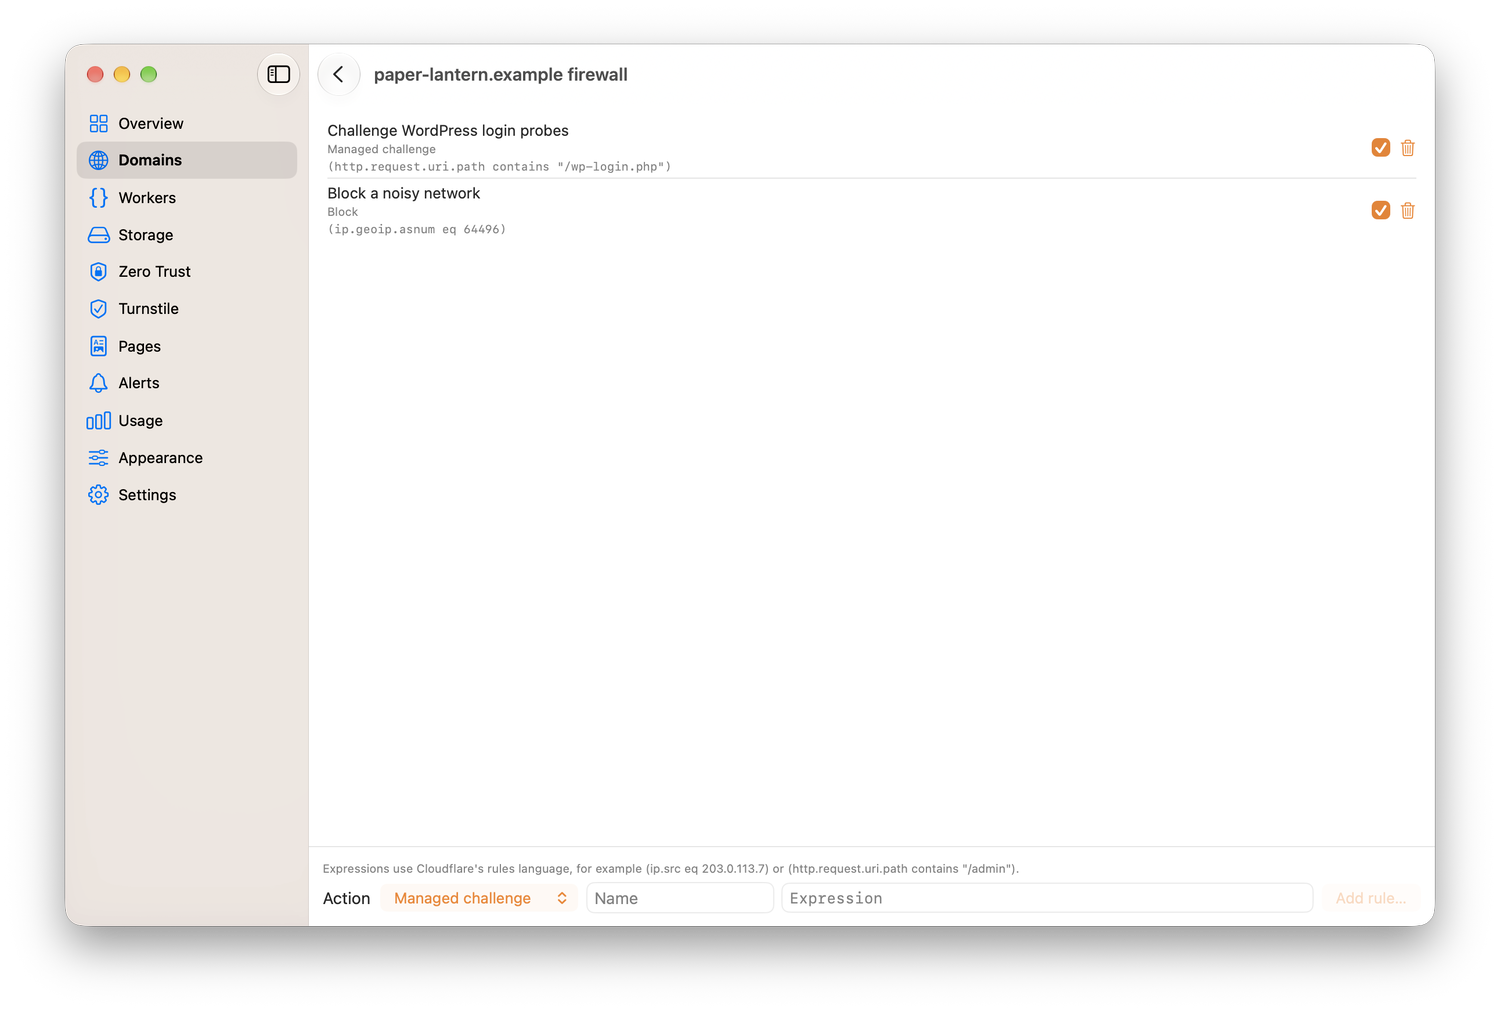 paper-lantern.example firewall
Overview
Domains
Workers
Storage
Zero Trust
Turnstile
Pages
Alerts
Usage
Appearance
Settings
Challenge WordPress login probes
Managed challenge
(http.request.uri.path contains "/wp-login.php")
Block a noisy network
Block
(ip.geoip.asnum eq 64496)
Expressions use Cloudflare's rules language, for example (ip.src eq 203.0.113.7) or (http.request.uri.path contains "/admin").
Action Managed challenge Name Expression Add rule...